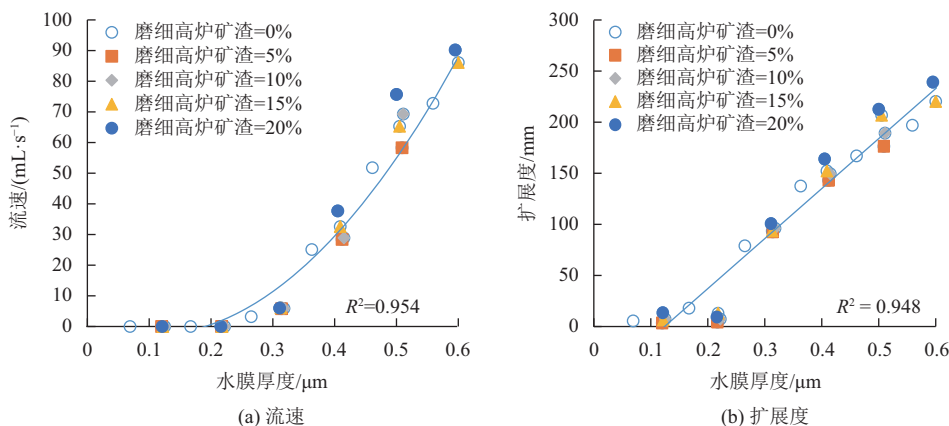 100
90
80
70
60
50
40
30
20
10
0
流速/(mL·s⁻¹)
磨细高炉矿渣=0%
磨细高炉矿渣=5%
磨细高炉矿渣=10%
磨细高炉矿渣=15%
磨细高炉矿渣=20%
R²=0.954
0 0.1 0.2 0.3 0.4 0.5 0.6
水膜厚度/μm
(a) 流速
300
250
200
150
100
50
0
扩展度/mm
磨细高炉矿渣=0%
磨细高炉矿渣=5%
磨细高炉矿渣=10%
磨细高炉矿渣=15%
磨细高炉矿渣=20%
R² = 0.948
0 0.1 0.2 0.3 0.4 0.5 0.6
水膜厚度/μm
(b) 扩展度